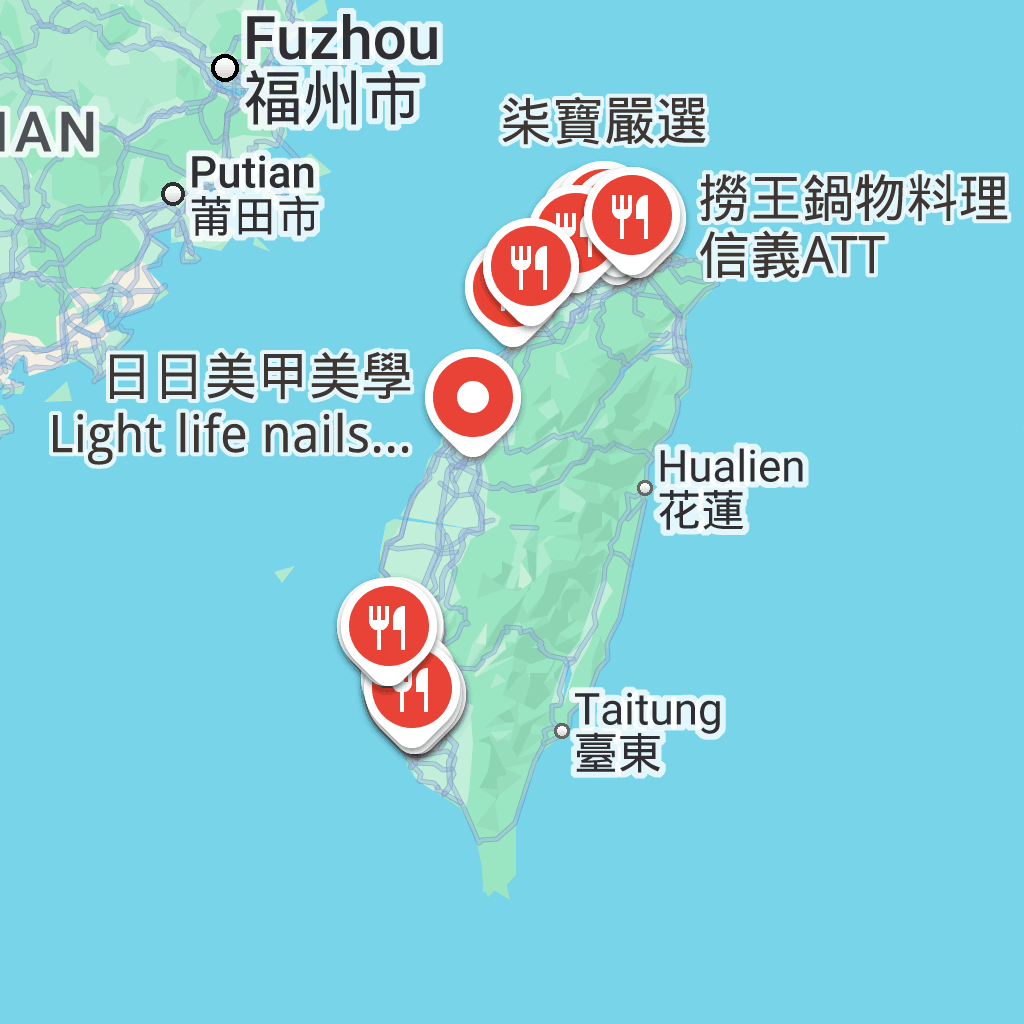 Fuzhou
福州市
IAN
Putian
莆田市
柒寶嚴選
撈王鍋物料理
信義ATT
日日美甲美學
Light life nails...
Hualien
花蓮
Taitung
臺東